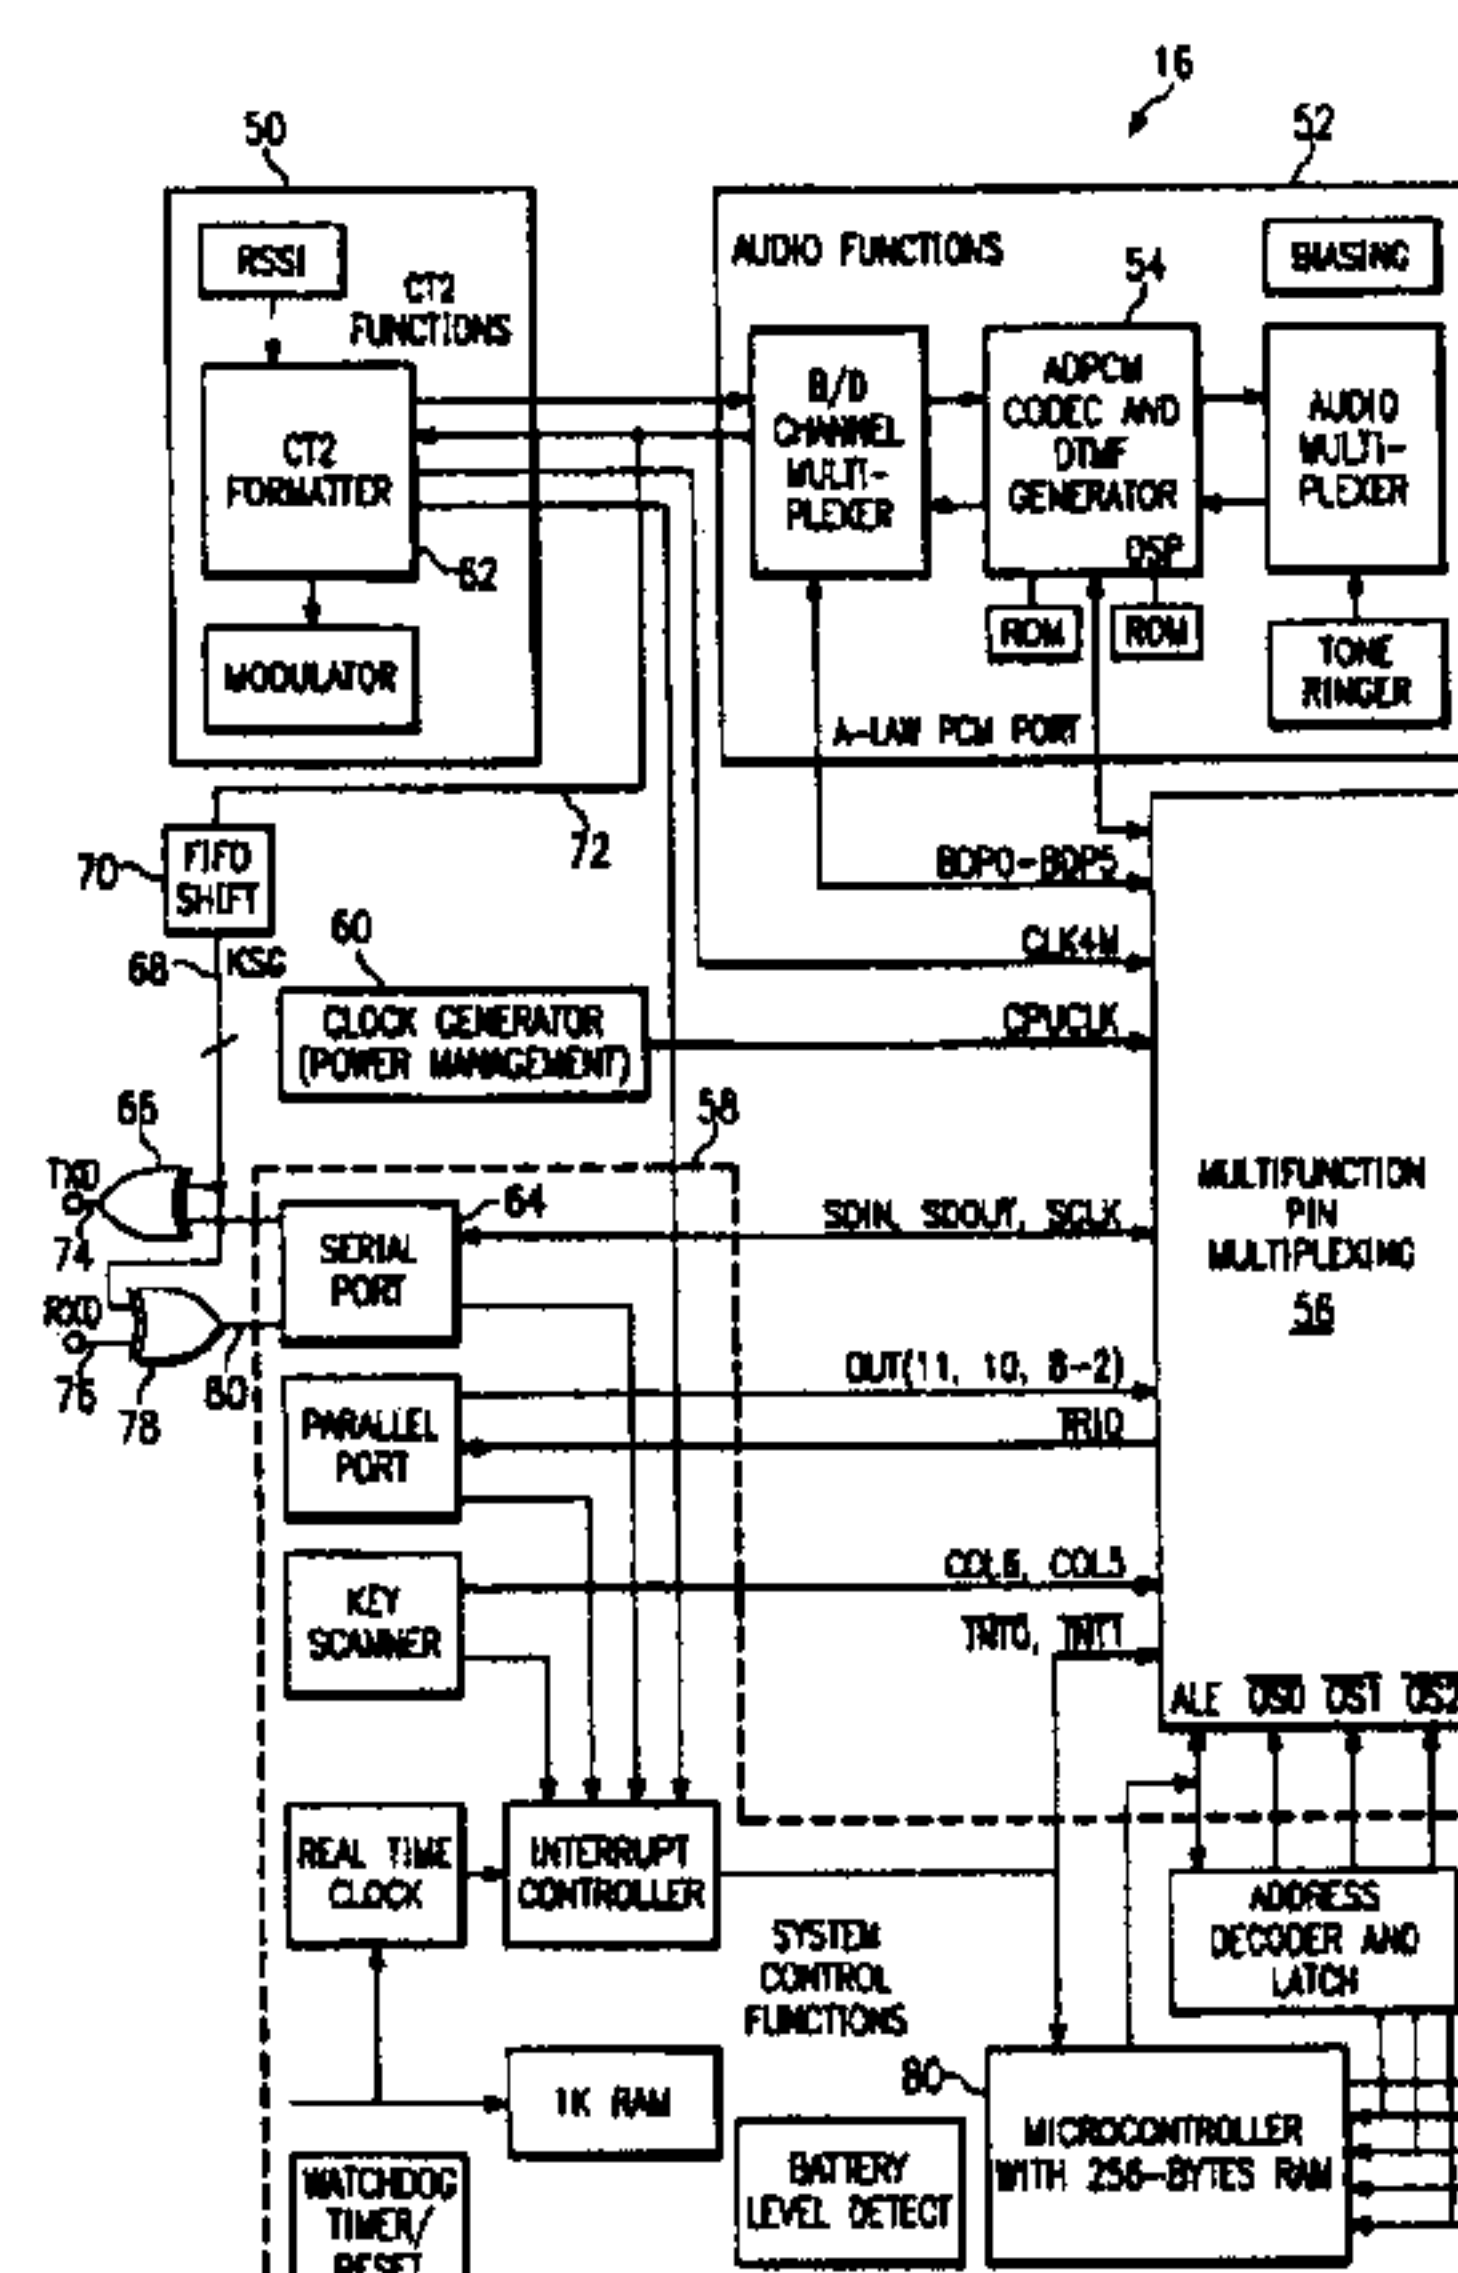 16
50
52
RSSI
CT2
FUNCTIONS
AUDIO FUNCTIONS
54
BIASING
CT2
FORMATTER
B/D
CHANNEL
MULTI-
PLEXER
ADPCM
CODEC AND
DTMF
GENERATOR
DSP
AUDIO
MULTI-
PLEXER
62
MODULATOR
ROM
ROM
TONE
RINGER
A-LAW PCM PORT
72
70
FIFO
SHIFT
BDP0-BDP5
60
68
KSG
CLK4M
CLOCK GENERATOR
(POWER MANAGEMENT)
CPUCLK
66
58
TXD
74
64
SERIAL
PORT
SDIN, SDOUT, SCLK
MULTIFUNCTION
PIN
MULTIPLEXING
56
RXD
76
78
80
OUT(11, 10, 8-2)
PARALLEL
PORT
KEY
SCANNER
COL6, COL5
INT0, INT1
ALE
REAL TIME
CLOCK
INTERRUPT
CONTROLLER
ADDRESS
DECODER AND
LATCH
SYSTEM
CONTROL
FUNCTIONS
80
1K RAM
MICROCONTROLLER
WITH 256-BYTES RAM
BATTERY
LEVEL DETECT
WATCHDOG
TIMER/
RESET